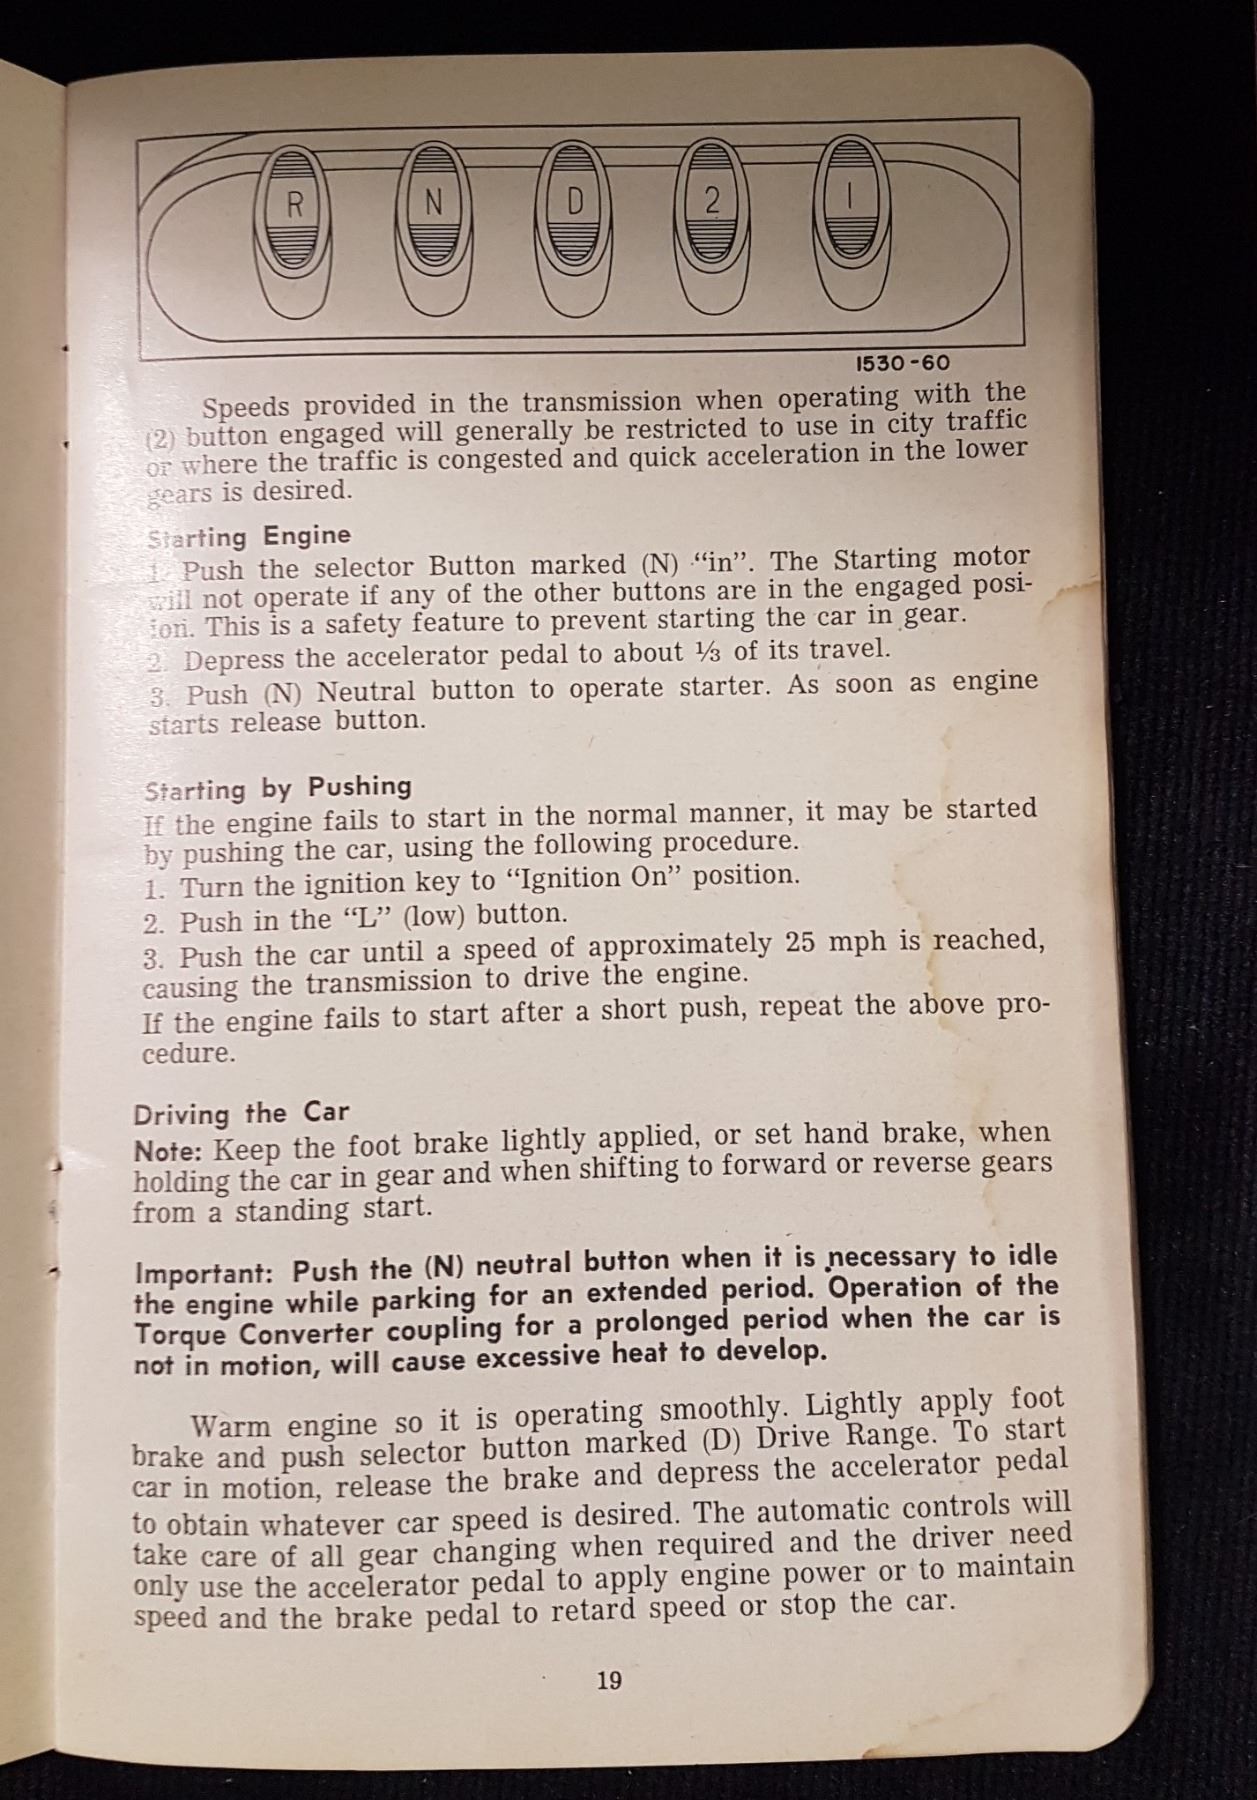 R N D 2 1
1530-60
Speeds provided in the transmission when operating with the
(2) button engaged will generally be restricted to use in city traffic
or where the traffic is congested and quick acceleration in the lower
gears is desired.
Starting Engine
1. Push the selector Button marked (N) “in”. The Starting motor
will not operate if any of the other buttons are in the engaged posi-
ion. This is a safety feature to prevent starting the car in gear.
2. Depress the accelerator pedal to about ⅓ of its travel.
3. Push (N) Neutral button to operate starter. As soon as engine
starts release button.
Starting by Pushing
If the engine fails to start in the normal manner, it may be started
by pushing the car, using the following procedure.
1. Turn the ignition key to “Ignition On” position.
2. Push in the “L” (low) button.
3. Push the car until a speed of approximately 25 mph is reached,
causing the transmission to drive the engine.
If the engine fails to start after a short push, repeat the above pro-
cedure.
Driving the Car
Note: Keep the foot brake lightly applied, or set hand brake, when
holding the car in gear and when shifting to forward or reverse gears
from a standing start.
Important: Push the (N) neutral button when it is necessary to idle
the engine while parking for an extended period. Operation of the
Torque Converter coupling for a prolonged period when the car is
not in motion, will cause excessive heat to develop.
Warm engine so it is operating smoothly. Lightly apply foot
brake and push selector button marked (D) Drive Range. To start
car in motion, release the brake and depress the accelerator pedal
to obtain whatever car speed is desired. The automatic controls will
take care of all gear changing when required and the driver need
only use the accelerator pedal to apply engine power or to maintain
speed and the brake pedal to retard speed or stop the car.
19